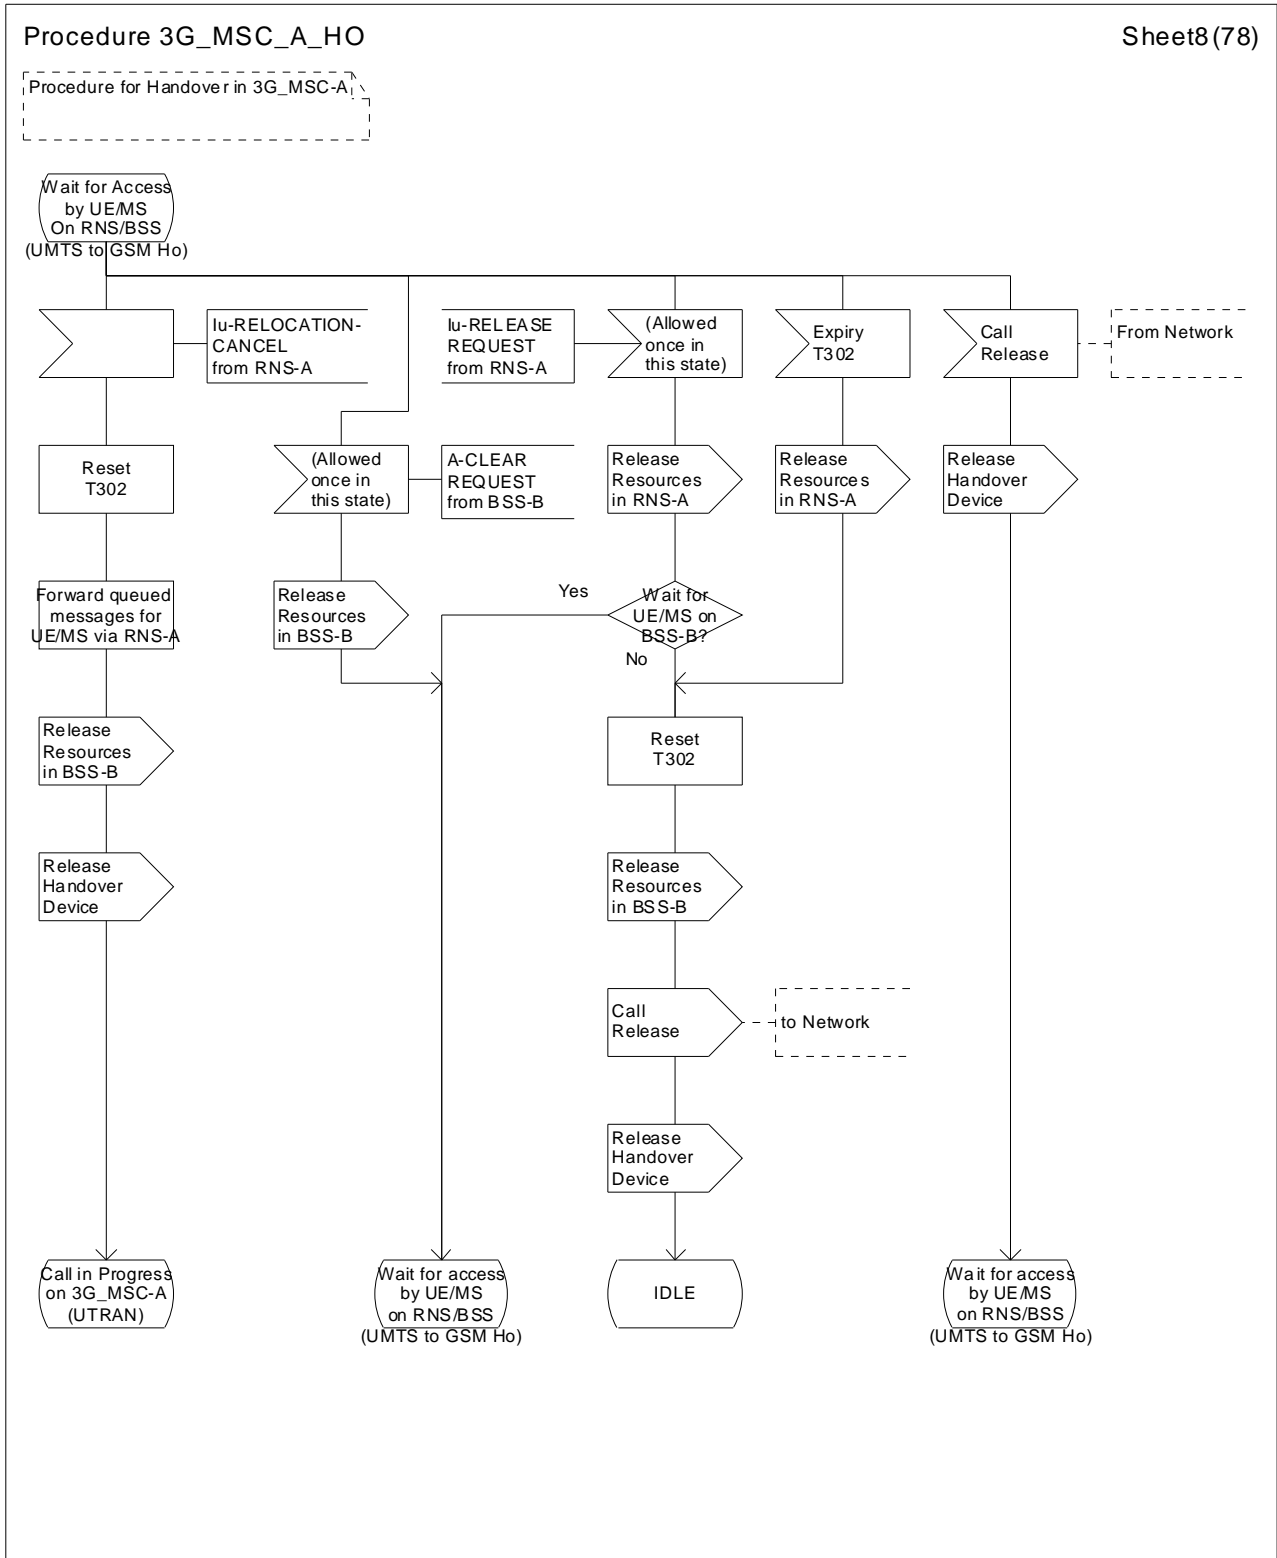 Procedure 3G_MSC_A_HO
Sheet8(78)
Procedure for Handover in 3G_MSC-A
Wait for Access
by UE/MS
On RNS/BSS
(UMTS to GSM Ho)
Iu-RELOCATION-
CANCEL
from RNS-A
Iu-RELEASE
REQUEST
from RNS-A
(Allowed
once in
this state)
Expiry
T302
Call
Release
From Network
Reset
T302
(Allowed
once in
this state)
A-CLEAR
REQUEST
from BSS-B
Release
Resources
in RNS-A
Release
Resources
in RNS-A
Release
Handover
Device
Forward queued
messages for
UE/MS via RNS-A
Release
Resources
in BSS-B
Yes
Wait for
UE/MS on
BSS-B?
No
Release
Resources
in BSS-B
Reset
T302
Release
Handover
Device
Release
Resources
in BSS-B
Call
Release
to Network
Release
Handover
Device
Call in Progress
on 3G_MSC-A
(UTRAN)
Wait for access
by UE/MS
on RNS/BSS
(UMTS to GSM Ho)
IDLE
Wait for access
by UE/MS
on RNS/BSS
(UMTS to GSM Ho)